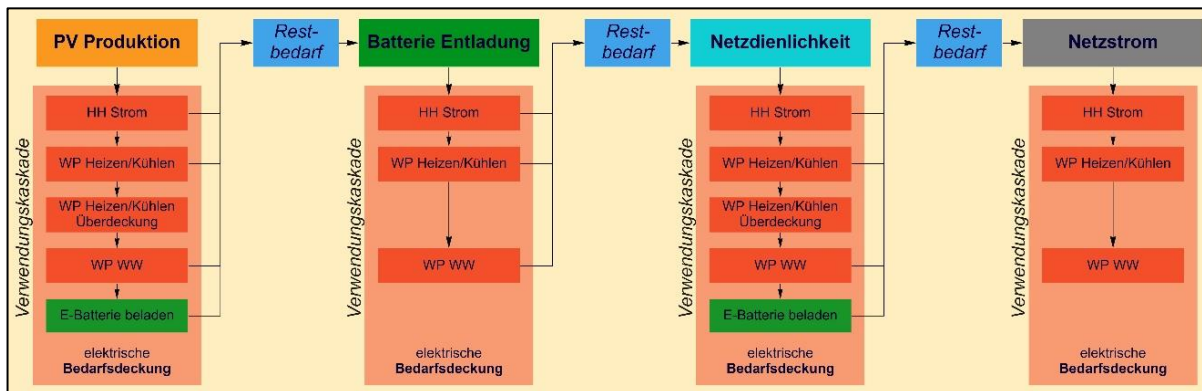 PV Produktion
Rest-
bedarf
Batterie Entladung
Rest-
bedarf
Netzdienlichkeit
Rest-
bedarf
Netzstrom
Verwendungskaskade
HH Strom
WP Heizen/Kühlen
WP Heizen/Kühlen
Überdeckung
WP WW
E-Batterie beladen
elektrische
Bedarfsdeckung
Verwendungskaskade
HH Strom
WP Heizen/Kühlen
WP WW
elektrische
Bedarfsdeckung
Verwendungskaskade
HH Strom
WP Heizen/Kühlen
WP Heizen/Kühlen
Überdeckung
WP WW
E-Batterie beladen
elektrische
Bedarfsdeckung
Verwendungskaskade
HH Strom
WP Heizen/Kühlen
WP WW
elektrische
Bedarfsdeckung